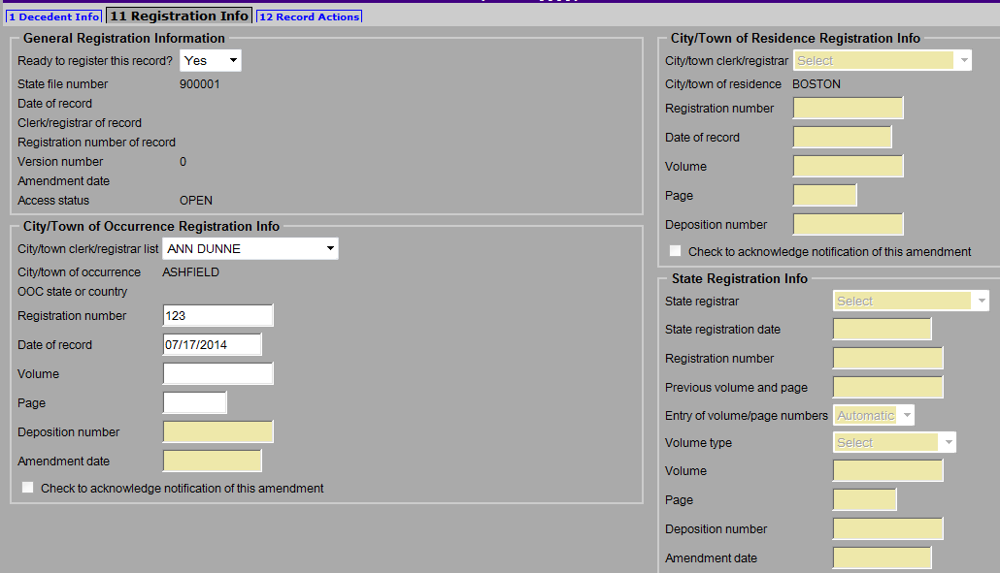 1 Decedent Info 11 Registration Info 12 Record Actions
General Registration Information
Ready to register this record? Yes
State file number 900001
Date of record
Clerk/registrar of record
Registration number of record
Version number 0
Amendment date
Access status OPEN
City/Town of Occurrence Registration Info
City/town clerk/registrar list ANN DUNNE
City/town of occurrence ASHFIELD
OOC state or country
Registration number 123
Date of record 07/17/2014
Volume
Page
Deposition number
Amendment date
Check to acknowledge notification of this amendment
City/Town of Residence Registration Info
City/town clerk/registrar Select
City/town of residence BOSTON
Registration number
Date of record
Volume
Page
Deposition number
Check to acknowledge notification of this amendment
State Registration Info
State registrar Select
State registration date
Registration number
Previous volume and page
Entry of volume/page numbers Automatic
Volume type Select
Volume
Page
Deposition number
Amendment date